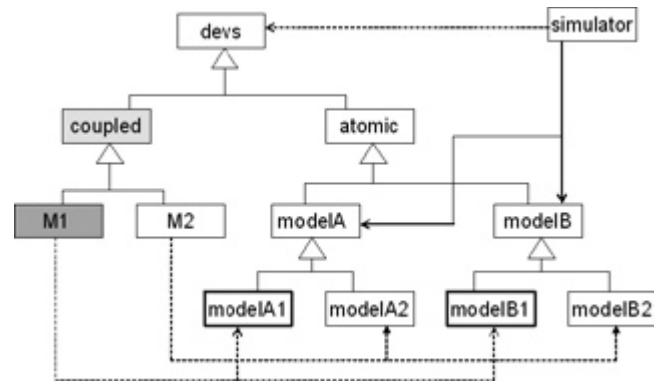 devs
simulator
coupled
atomic
M1
M2
modelA
modelB
modelA1
modelA2
modelB1
modelB2